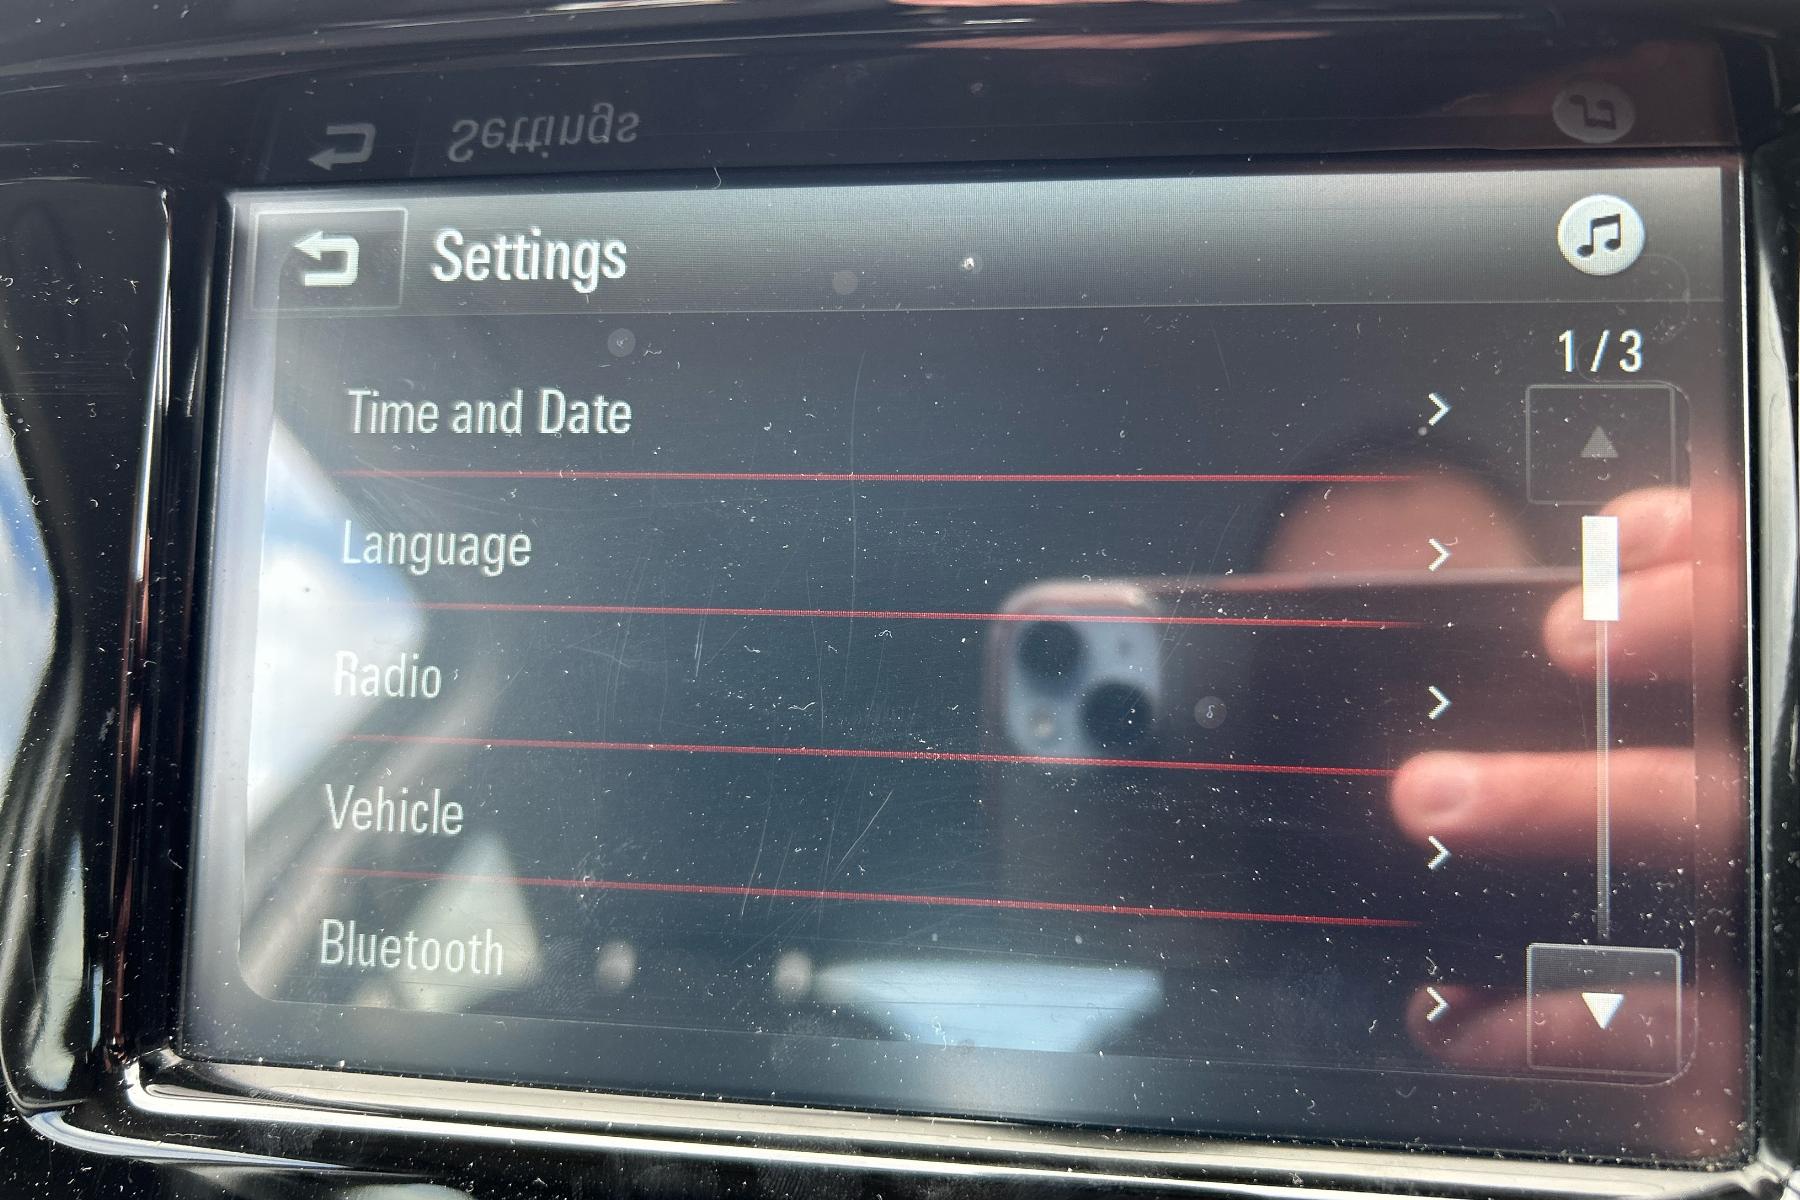 Settings
1 / 3
Time and Date
Language
Radio
Vehicle
Bluetooth